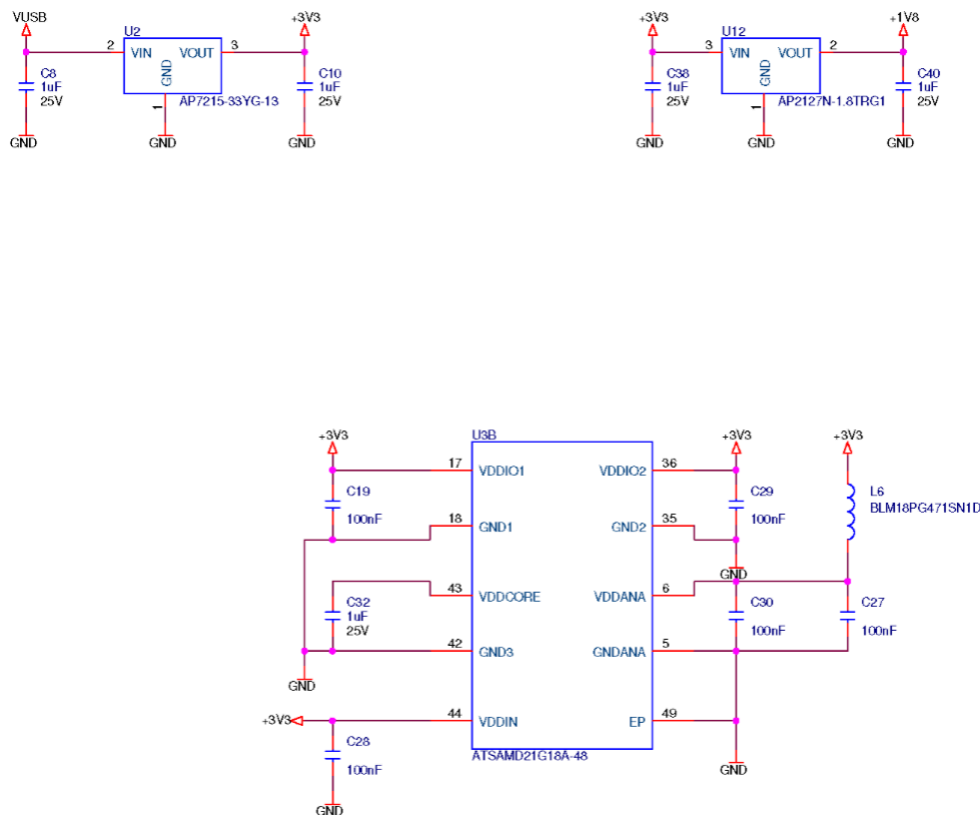 VUSB
+3V3
U2
2
VIN
VOUT
3
GND
1
C8
1uF
25V
C10
1uF
25V
AP7215-33YG-13
GND
GND
GND
+3V3
+1V8
U12
3
VIN
VOUT
2
GND
1
C38
1uF
25V
C40
1uF
25V
AP2127N-1.8TRG1
GND
GND
GND
+3V3
U3B
+3V3
+3V3
17
VDDIO1
VDDIO2
36
C19
100nF
C29
100nF
L6
BLM18PG471SN1D
18
GND1
GND2
35
GND
43
VDDCORE
VDDANA
6
C32
1uF
25V
C30
100nF
C27
100nF
42
GND3
GNDANA
5
GND
+3V3
44
VDDIN
EP
49
C28
100nF
ATSAMD21G18A-48
GND
GND